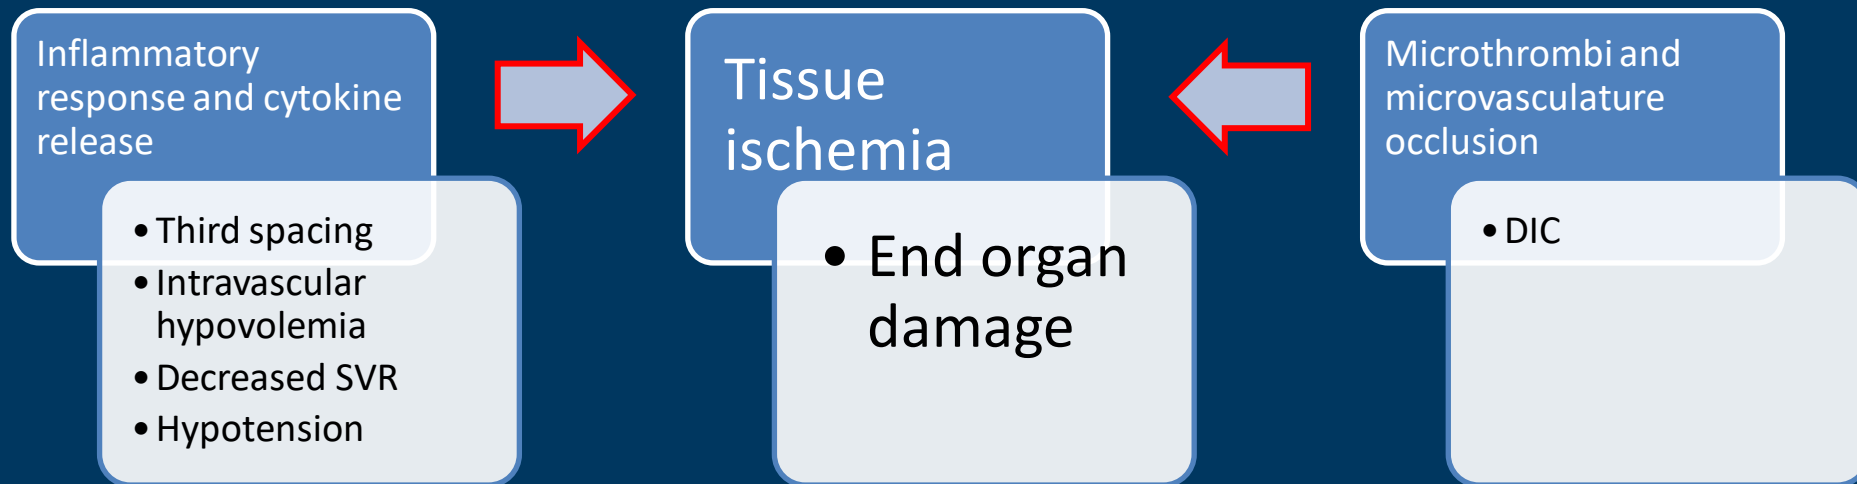 Inflammatory
response and cytokine
release
• Third spacing
• Intravascular
hypovolemia
• Decreased SVR
• Hypotension
Tissue
ischemia
• End organ
damage
Microthrombi and
microvasculature
occlusion
• DIC